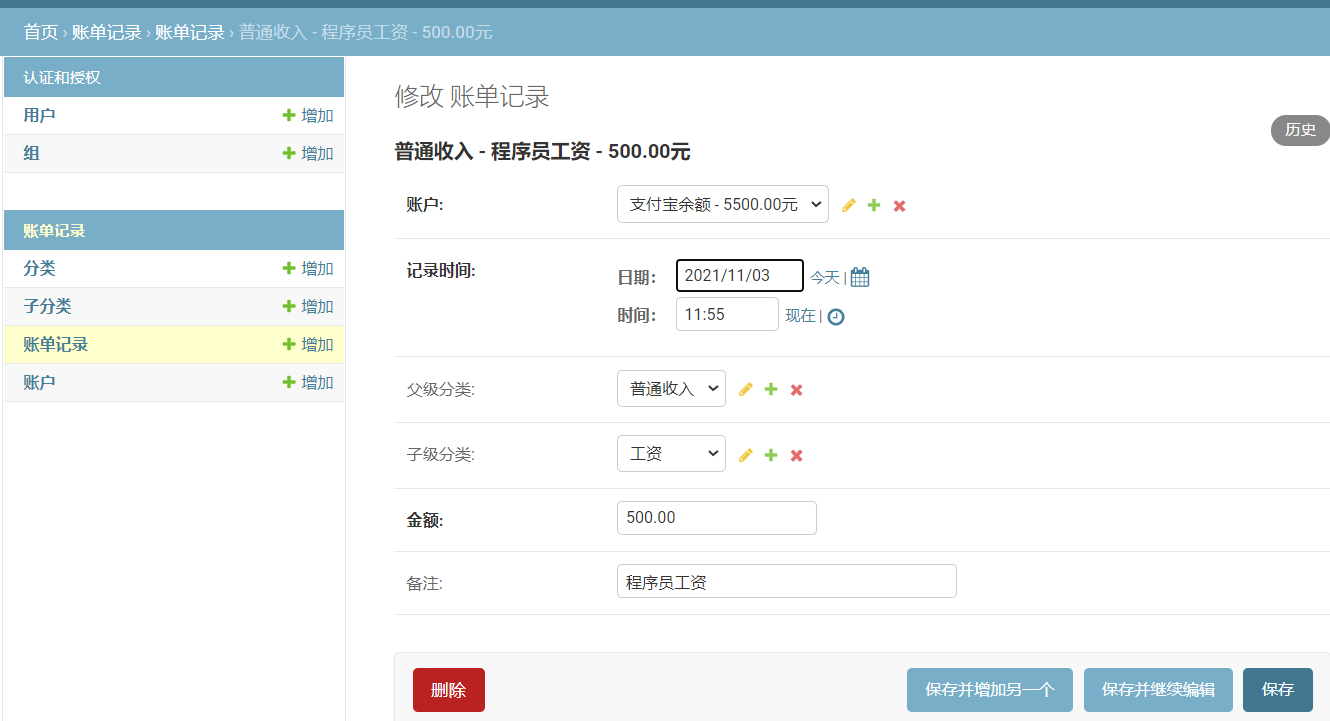 首页 › 账单记录 › 账单记录 › 普通收入 - 程序员工资 - 500.00元
认证和授权
用户 增加
组 增加
账单记录
分类 增加
子分类 增加
账单记录 增加
账户 增加
修改 账单记录
历史
普通收入 - 程序员工资 - 500.00元
账户: 支付宝余额 - 5500.00元
记录时间: 日期： 2021/11/03 今天 |
时间： 11:55 现在 |
父级分类: 普通收入
子级分类: 工资
金额: 500.00
备注: 程序员工资
删除 保存并增加另一个 保存并继续编辑 保存